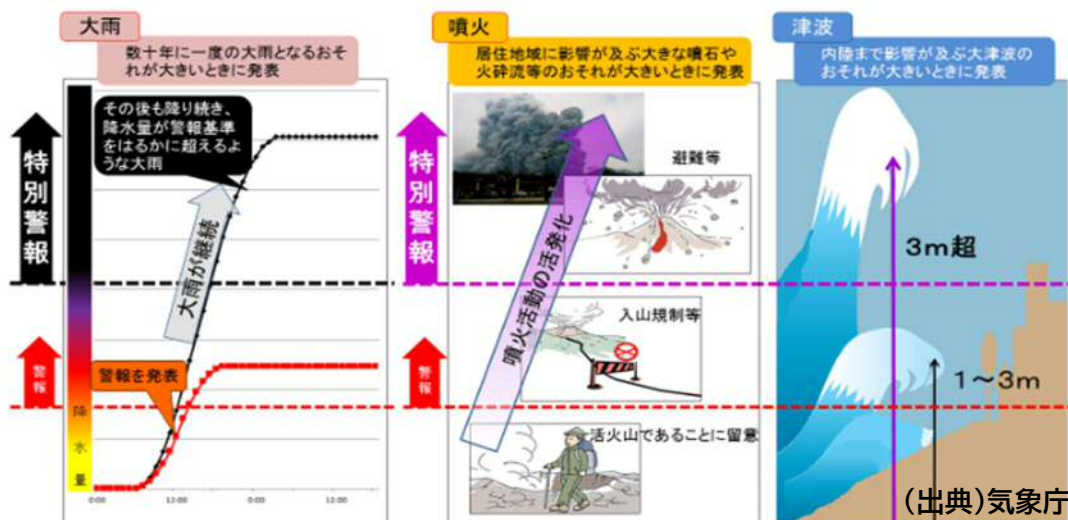 大雨
数十年に一度の大雨となるおそ
れが大きいときに発表
その後も降り続き、
降水量が警報基準
をはるかに超えるよ
うな大雨
特別警報
大雨が継続
警報
警報を発表
降水量
0:00 12:00 0:00 12:00
噴火
居住地域に影響が及ぶ大きな噴石や
火砕流等のおそれが大きいときに発表
特別警報
避難等
噴火活動の活発化
入山規制等
警報
活火山であることに留意
津波
内陸まで影響が及ぶ大津波の
おそれが大きいときに発表
3m超
1～3m
(出典)気象庁